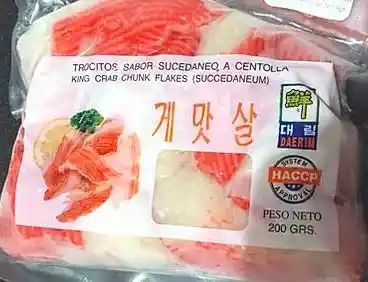 TROCITOS SABOR SUCEDANEO A CENTOLLA
KING CRAB CHUNK FLAKES (SUCCEDANEUM)
게맛살
鮮
대림
DAERIM
SYSTEM
HACCP
APPROVAL
PESO NETO
200 GRS.